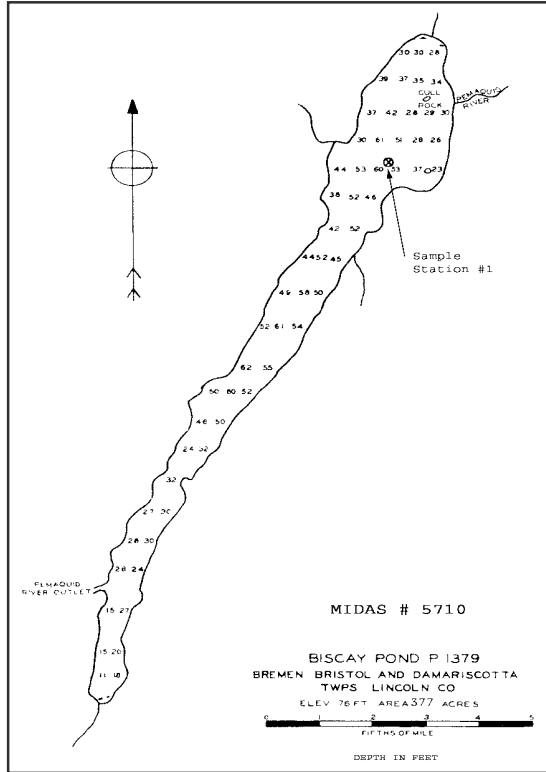 30 30 28
39 37 35 34
GULL
ROCK
PEMAQUID
RIVER
37 42 28 29 30
30 61 51 28 26
44 53 60 53 37 23
38 52 46
42 52
Sample
Station #1
44 52 45
49 58 50
52 61 54
62 55
50 60 52
46 50
24 32
32
27 30
28 30
28 24
PEMAQUID
RIVER OUTLET
15 27
15 20
11 18
MIDAS # 5710
BISCAY POND P 1379
BREMEN BRISTOL AND DAMARISCOTTA
TWPS LINCOLN CO
ELEV 76 FT AREA 377 ACRES
0 1 2 3 4 5
FIFTHS OF MILE
DEPTH IN FEET